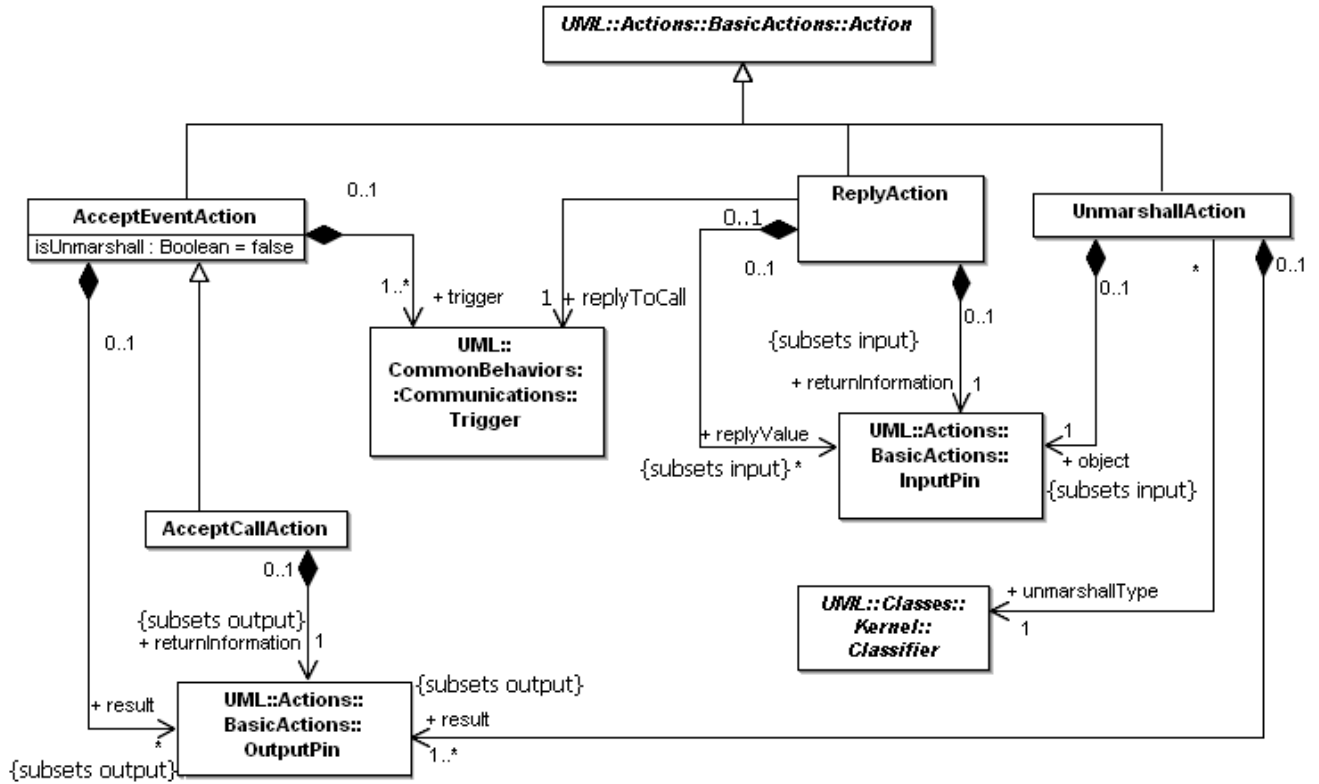 UML::Actions::BasicActions::Action
0..1
ReplyAction
AcceptEventAction
UnmarshallAction
isUnmarshall : Boolean = false
0..1
0..1
*
0..1
0..1
1..*
+ trigger
1
+ replyToCall
0..1
0..1
{subsets input}
UML::
CommonBehaviors:
:Communications::
Trigger
+ returnInformation
1
+ replyValue
{subsets input} *
UML::Actions::
BasicActions::
InputPin
1
+ object
{subsets input}
AcceptCallAction
0..1
+ unmarshallType
1
UML::Classes::
Kernel::
Classifier
{subsets output}
+ returnInformation
1
{subsets output}
UML::Actions::
BasicActions::
OutputPin
+ result
*
{subsets output}
+ result
1..*